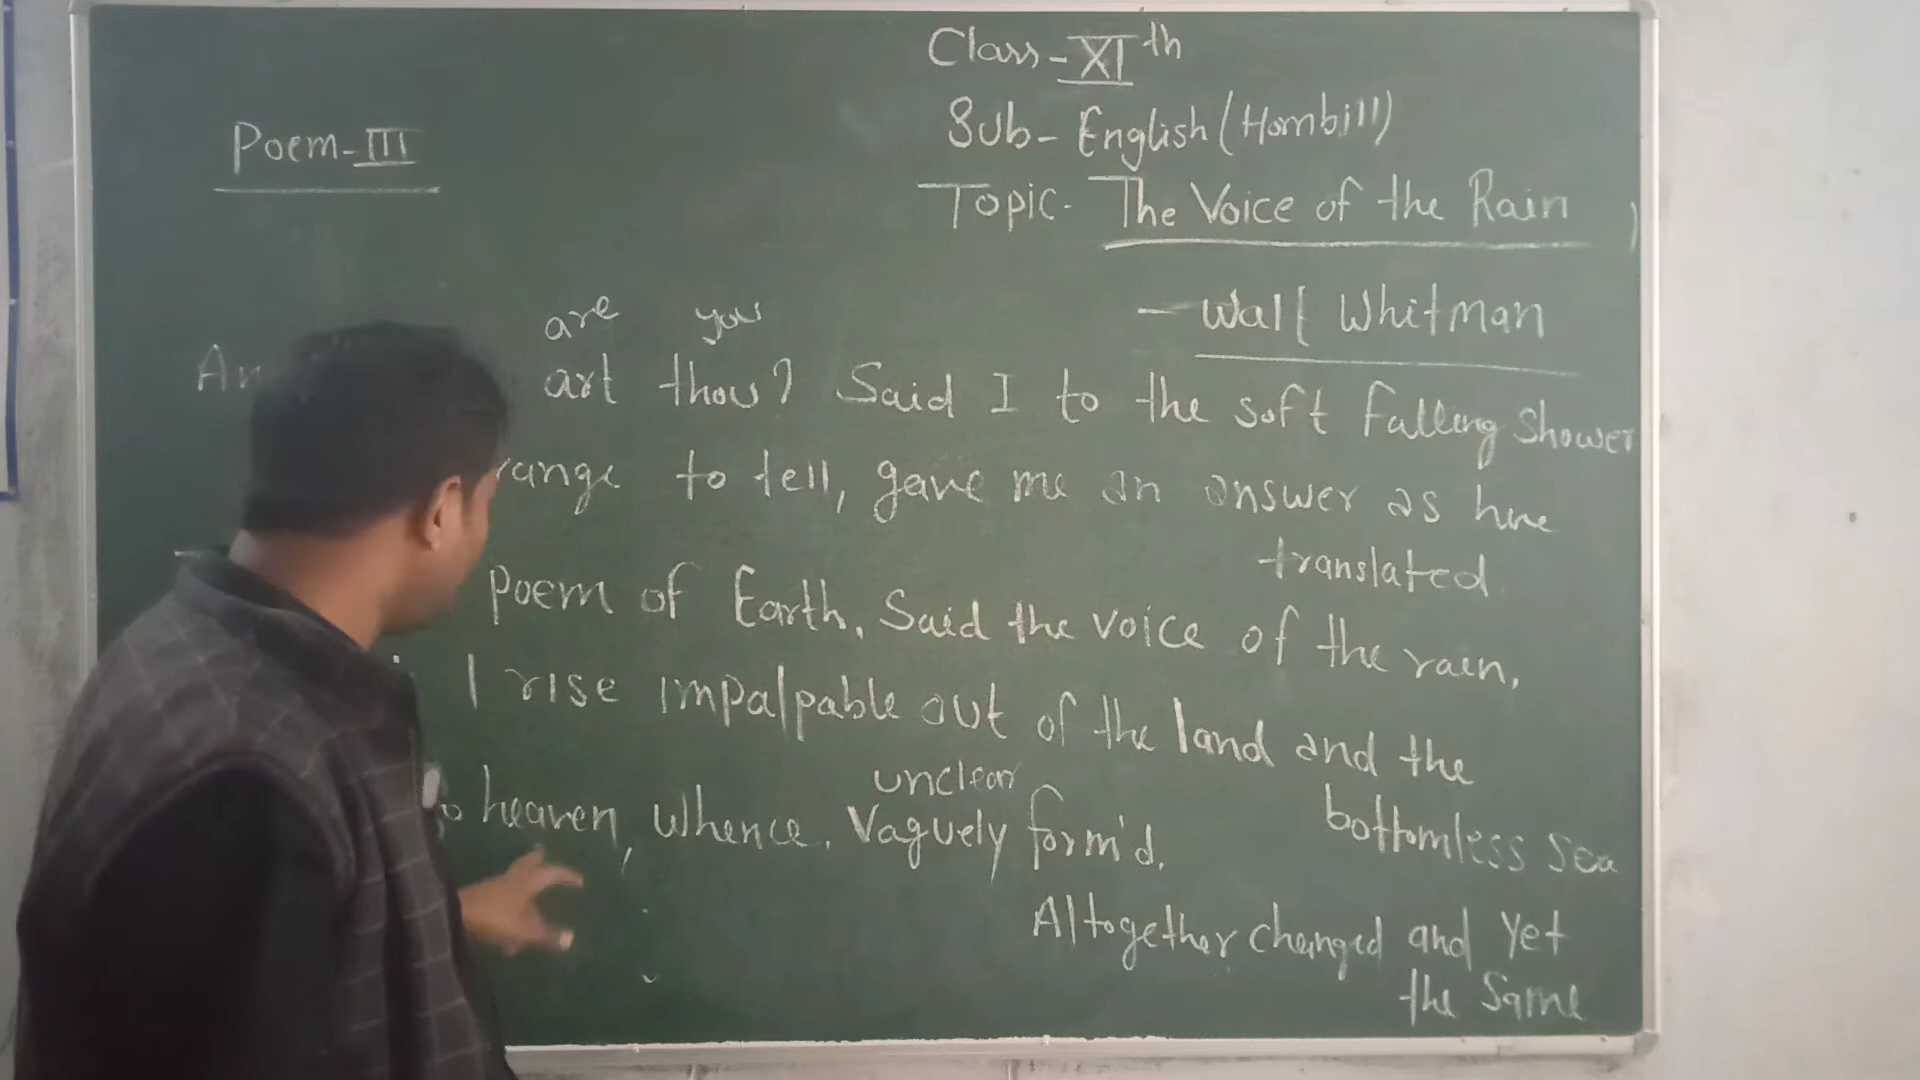 Class-XIth
Sub- English (Hornbill)
Poem-III
Topic- The Voice of the Rain
- Walt Whitman
are you
art thou? Said I to the soft falling Shower
to tell, gave me an answer as here
translated
Poem of Earth, Said the voice of the rain,
I rise impalpable out of the land and the
bottomless Sea
unclear
heaven, Whence, Vaguely form'd,
Altogether changed and Yet
the Same